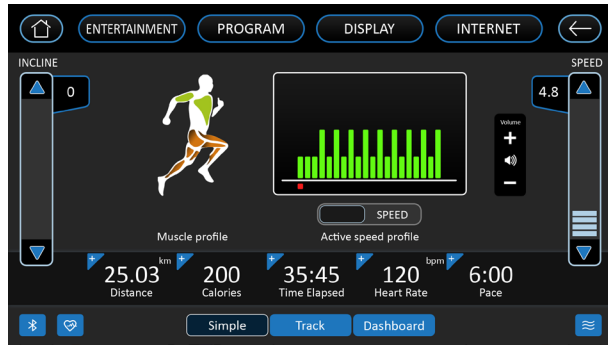 ENTERTAINMENT
PROGRAM
DISPLAY
INTERNET
INCLINE
SPEED
0
4.8
Volume
SPEED
Muscle profile
Active speed profile
km
bpm
25.03
200
35:45
120
6:00
Distance
Calories
Time Elapsed
Heart Rate
Pace
Simple
Track
Dashboard